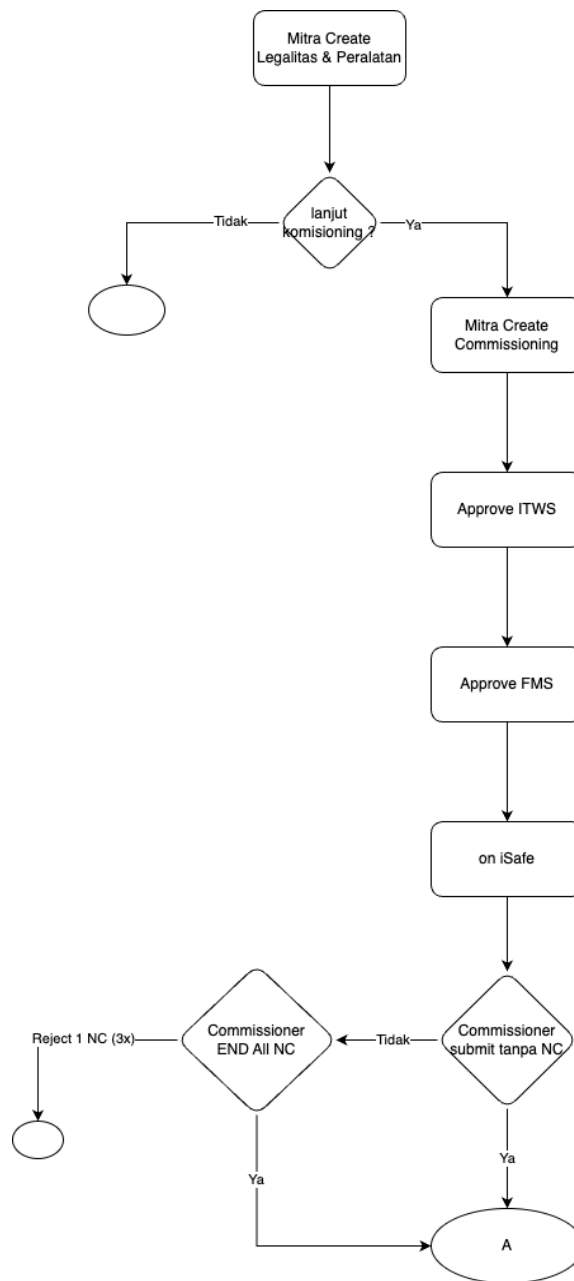 Mitra Create
Legalitas & Peralatan
lanjut
komisioning ?
Tidak
Ya
Mitra Create
Commissioning
Approve ITWS
Approve FMS
on iSafe
Commissioner
submit tanpa NC
Tidak
Commissioner
END All NC
Reject 1 NC (3x)
Ya
Ya
A